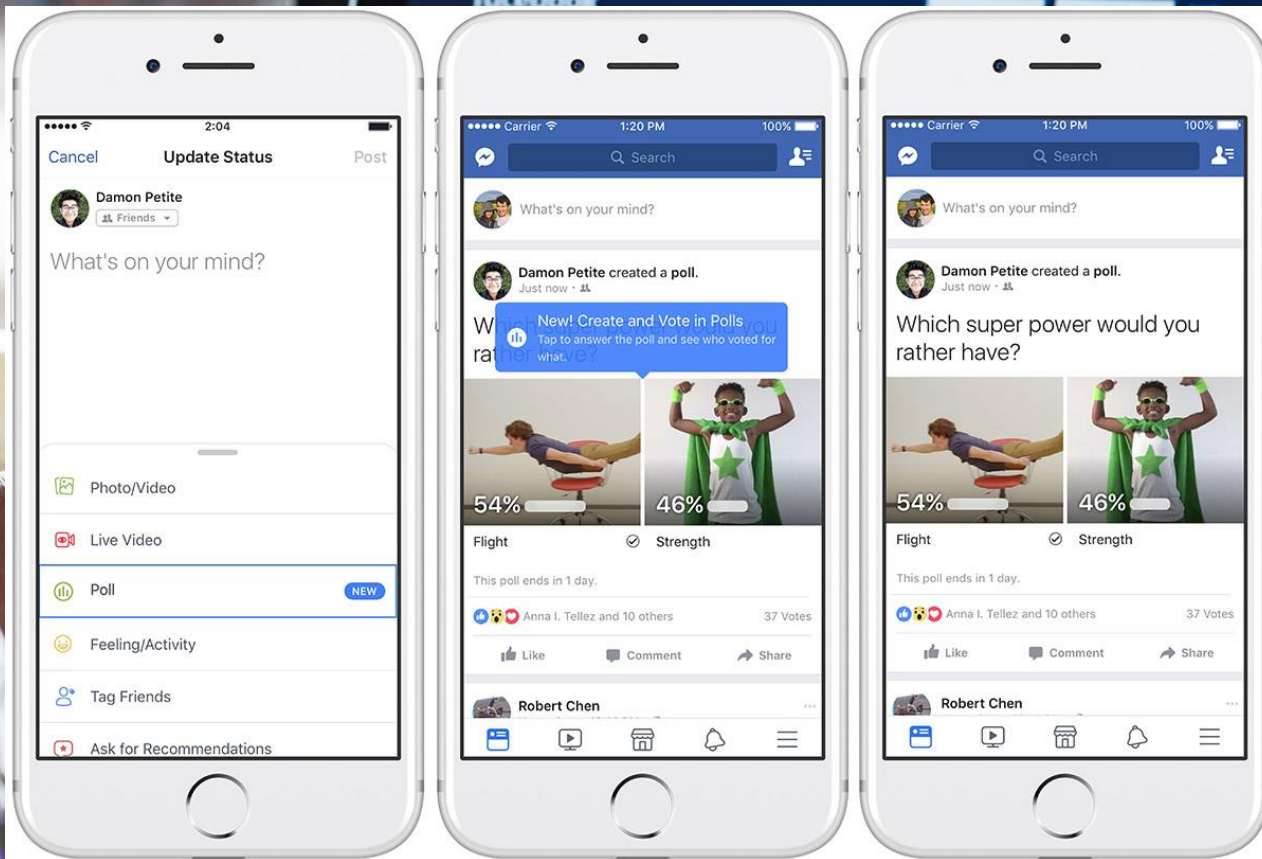 2:04
Cancel
Update Status
Post
Damon Petite
Friends
What's on your mind?
Photo/Video
Live Video
Poll
NEW
Feeling/Activity
Tag Friends
Ask for Recommendations
Carrier
1:20 PM
100%
Search
What's on your mind?
Damon Petite created a poll.
Just now
New! Create and Vote in Polls
Tap to answer the poll and see who voted for
what.
54%
46%
Flight
Strength
This poll ends in 1 day.
Anna I. Tellez and 10 others
37 Votes
Like
Comment
Share
Robert Chen
Carrier
1:20 PM
100%
Search
What's on your mind?
Damon Petite created a poll.
Just now
Which super power would you
rather have?
54%
46%
Flight
Strength
This poll ends in 1 day.
Anna I. Tellez and 10 others
37 Votes
Like
Comment
Share
Robert Chen